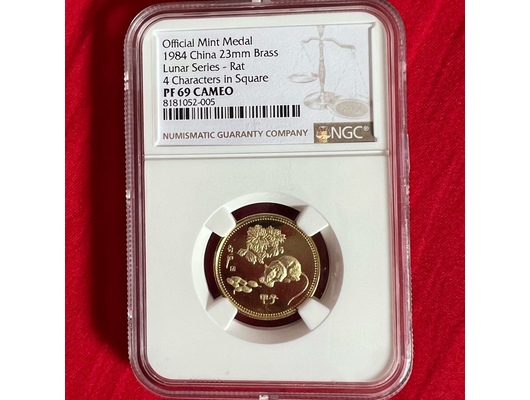 Official Mint Medal
1984 China 23mm Brass
Lunar Series - Rat
4 Characters in Square
PF 69 CAMEO
8181052-005
NUMISMATIC GUARANTY COMPANY
NGC
甲子